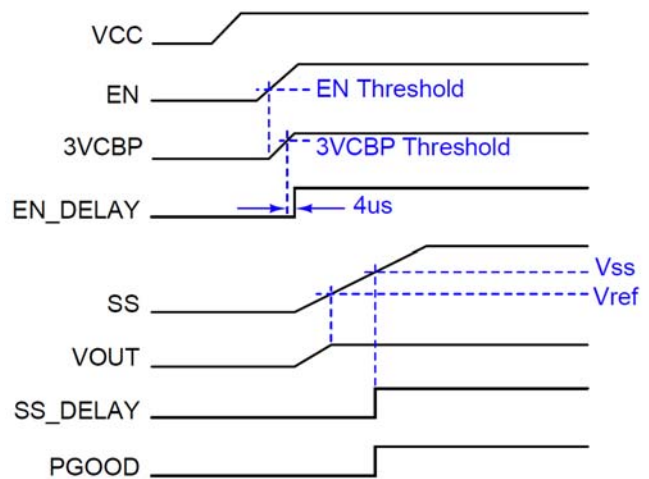 VCC
EN
EN Threshold
3VCBP
3VCBP Threshold
EN_DELAY
4us
SS
Vss
Vref
VOUT
SS_DELAY
PGOOD